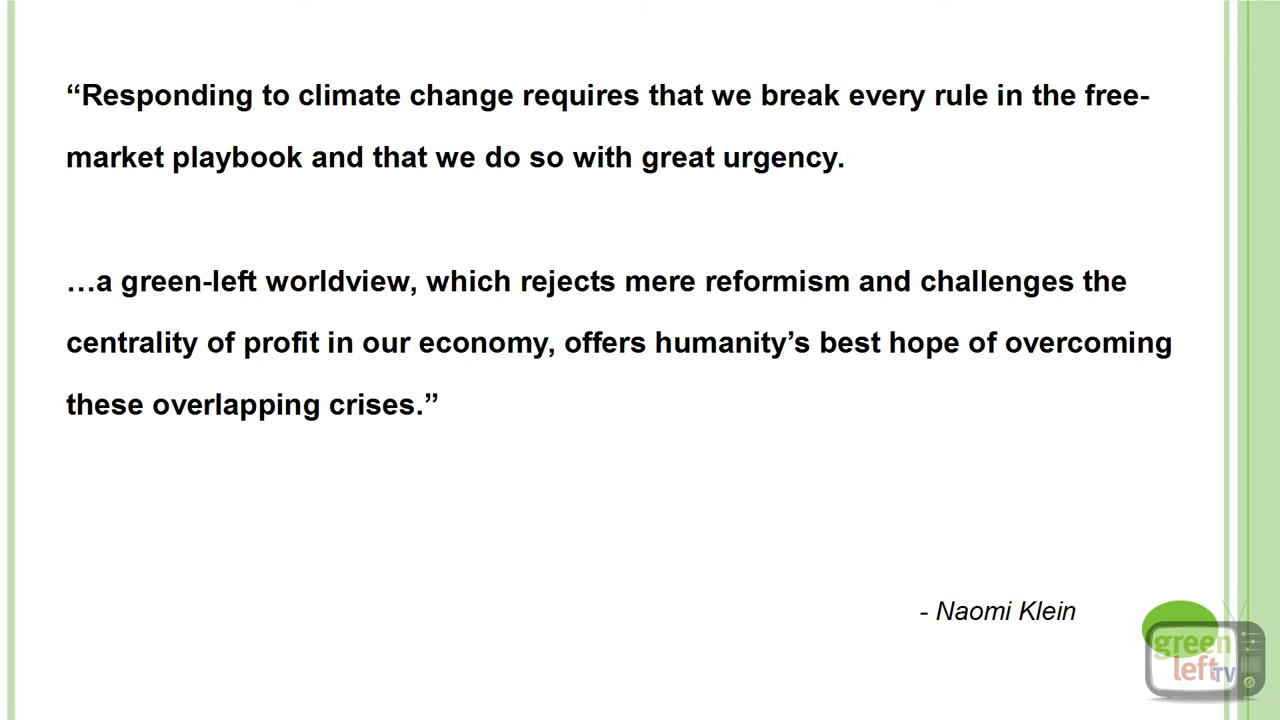 “Responding to climate change requires that we break every rule in the free-
market playbook and that we do so with great urgency.
…a green-left worldview, which rejects mere reformism and challenges the
centrality of profit in our economy, offers humanity’s best hope of overcoming
these overlapping crises.”
- Naomi Klein
green
left TV